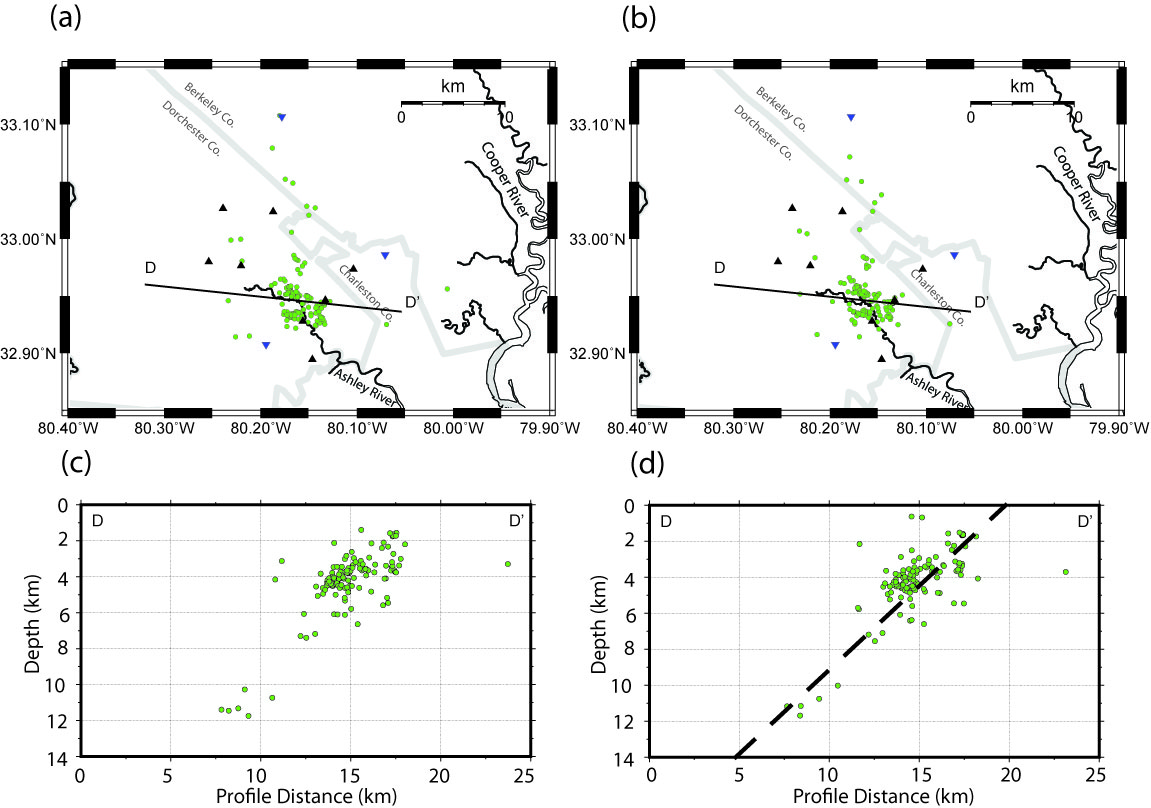 (a)
(b)
km
0 0
Berkeley Co.
Dorchester Co.
Cooper River
Charleston Co.
D
D'
Ashley River
33.10°N
33.00°N
32.90°N
80.40°W 80.30°W 80.20°W 80.10°W 80.00°W 79.90°W
km
0 10
Berkeley Co.
Dorchester Co.
Cooper River
Charleston Co.
D
D'
Ashley River
33.10°N
33.00°N
32.90°N
80.40°W 80.30°W 80.20°W 80.10°W 80.00°W 79.90°W
(c)
D D'
Depth (km)
0
2
4
6
8
10
12
14
0 5 10 15 20 25
Profile Distance (km)
(d)
D D'
Depth (km)
0
2
4
6
8
10
12
14
0 5 10 15 20 25
Profile Distance (km)